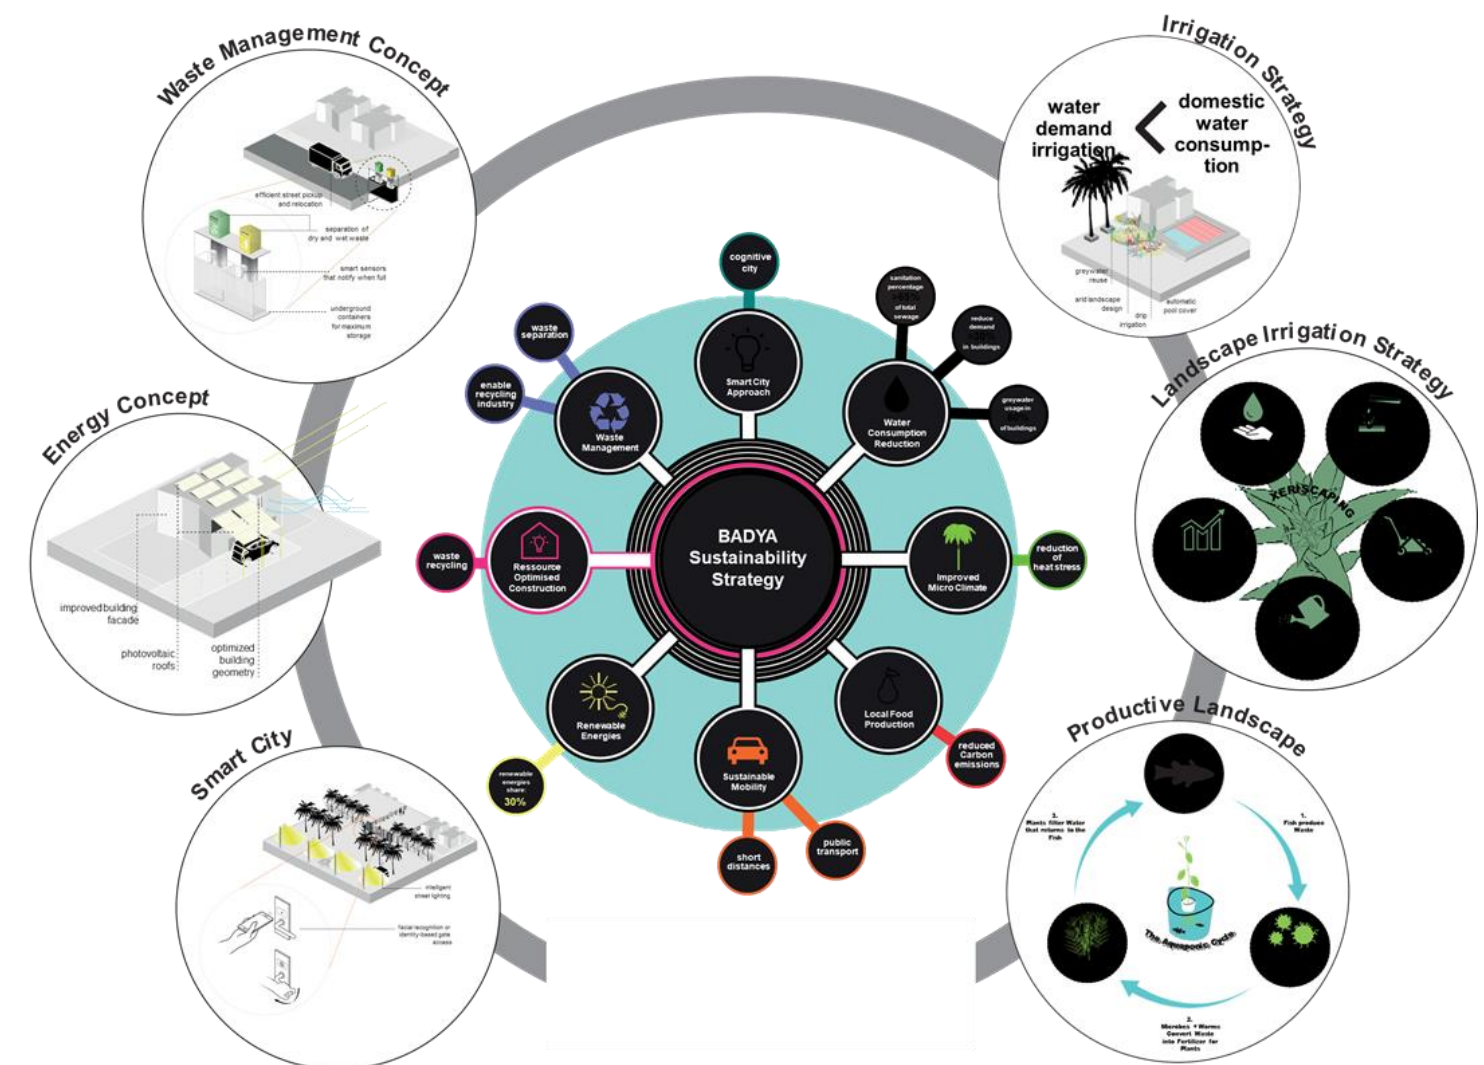 Waste Management Concept
efficient street pickup
and relocation
separation of
dry and wet waste
smart sensors
that notify when full
underground
containers
for maximum
storage
Energy Concept
improved building
facade
photovoltaic
roofs
optimized
building
geometry
Smart City
intelligent
street lighting
facial recognition or
identity-based gate
access
cognitive
city
Smart City
Approach
waste
separation
enable
recycling
industry
Waste
Management
sanitation
percentage
of total
sewage
reduce
demand
in buildings
greywater
usage in
of buildings
Water
Consumption
Reduction
BADYA
Sustainability
Strategy
waste
recycling
Ressource
Optimised
Construction
Improved
Micro Climate
reduction
of
heat stress
Renewable
Energies
renewable
energies
share:
30%
Sustainable
Mobility
short
distances
public
transport
Local Food
Production
reduced
Carbon
emissions
Irrigation Strategy
water
demand
irrigation
<
domestic
water
consump-
tion
greywater
reuse
arid landscape
design
drip
irrigation
automatic
pool cover
Landscape Irrigation Strategy
XERISCAPING
Productive Landscape
1.
Fish produce
Waste
2.
Microbes + Worms
Convert Waste
into Fertilizer for
Plants
3.
Plants filter Water
that returns to the
Fish
The Aquaponic Cycle